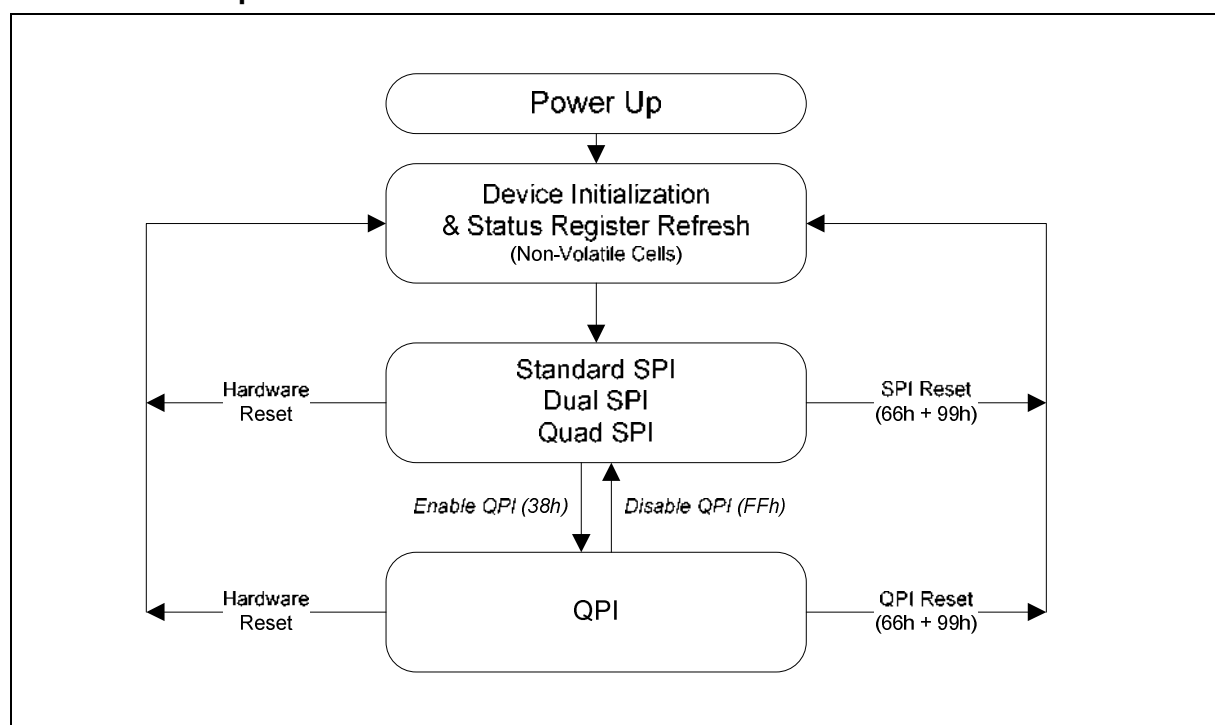 Power Up
Device Initialization
& Status Register Refresh
(Non-Volatile Cells)
Standard SPI
Dual SPI
Quad SPI
Hardware
Reset
SPI Reset
(66h + 99h)
Enable QPI (38h)
Disable QPI (FFh)
QPI
Hardware
Reset
QPI Reset
(66h + 99h)